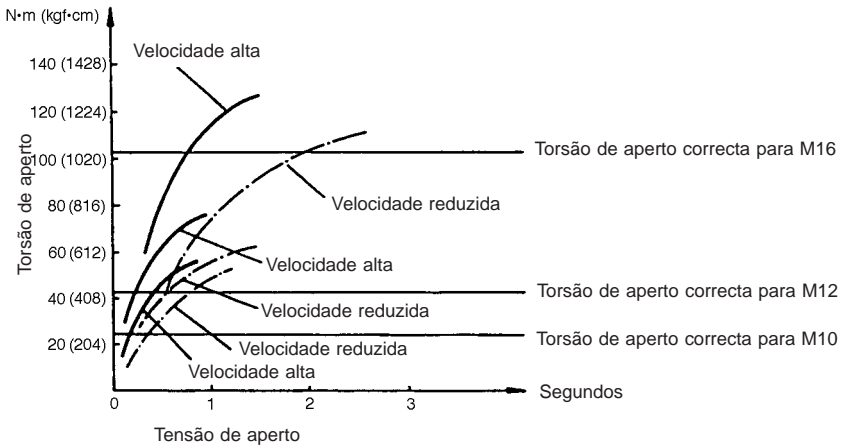 N•m (kgf•cm)
Velocidade alta
140 (1428)
120 (1224)
100 (1020)
80 (816)
60 (612)
40 (408)
20 (204)
Torsão de aperto
Torsão de aperto correcta para M16
Velocidade reduzida
Velocidade alta
Torsão de aperto correcta para M12
Velocidade reduzida
Torsão de aperto correcta para M10
Velocidade reduzida
Velocidade alta
Segundos
0 1 2 3
Tensão de aperto